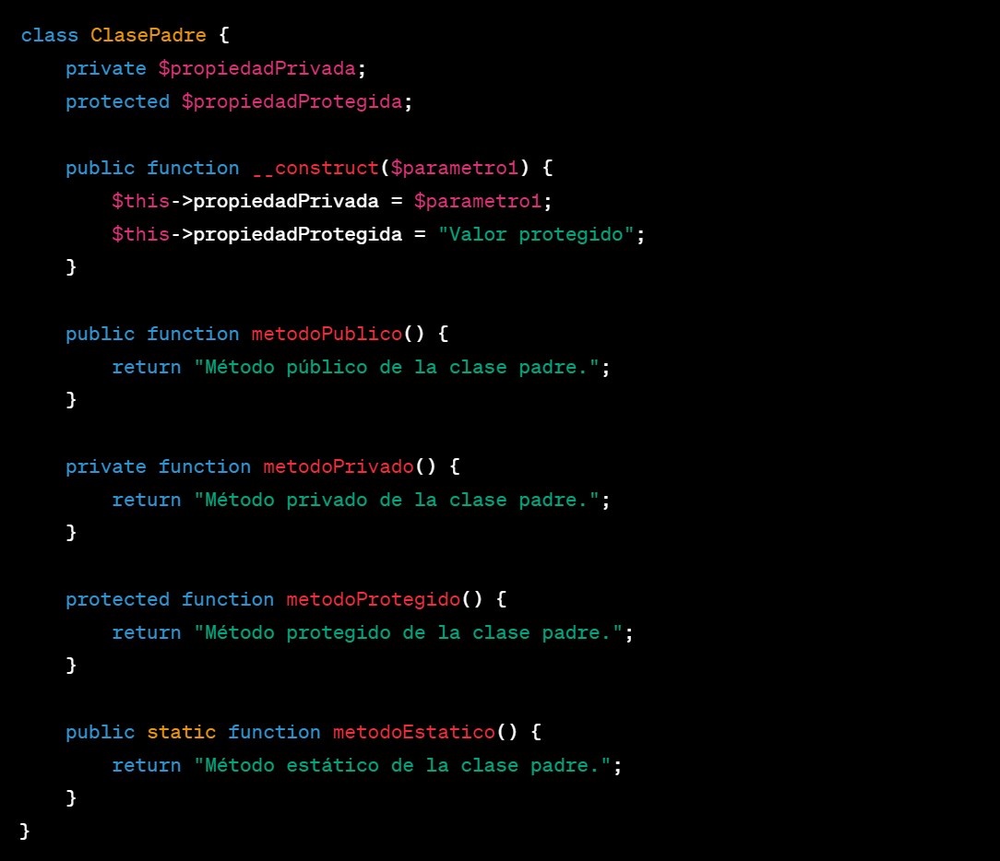 class ClasePadre {
    private $propiedadPrivada;
    protected $propiedadProtegida;

    public function __construct($parametro1) {
        $this->propiedadPrivada = $parametro1;
        $this->propiedadProtegida = "Valor protegido";
    }

    public function metodoPublico() {
        return "Método público de la clase padre.";
    }

    private function metodoPrivado() {
        return "Método privado de la clase padre.";
    }

    protected function metodoProtegido() {
        return "Método protegido de la clase padre.";
    }

    public static function metodoEstatico() {
        return "Método estático de la clase padre.";
    }
}